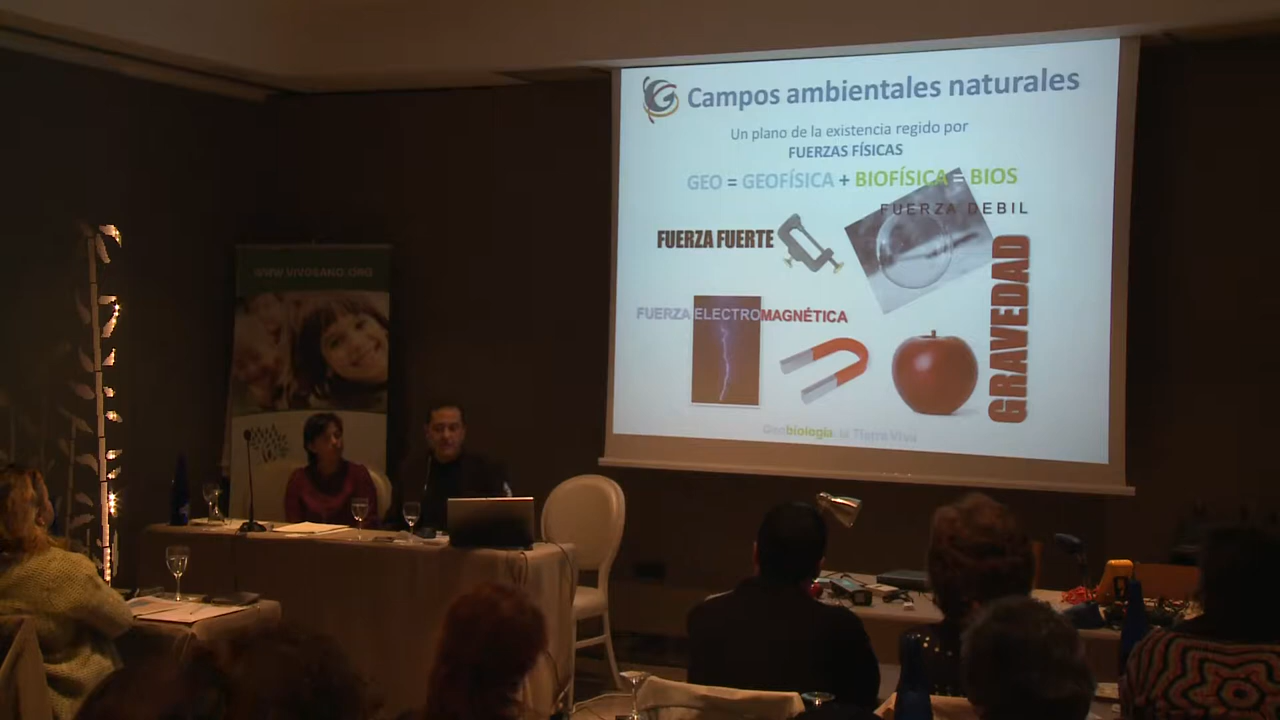 Campos ambientales naturales
Un plano de la existencia regido por
FUERZAS FÍSICAS
GEO = GEOFÍSICA + BIOFÍSICA = BIOS
FUERZA DEBIL
FUERZA FUERTE
GRAVEDAD
FUERZA ELECTROMAGNÉTICA
Geobiología. la Tierra Viva
WWW.VIVOSANO.ORG